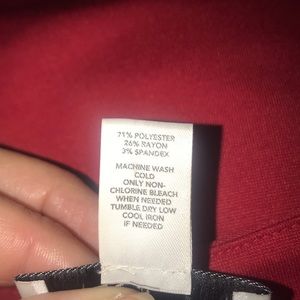 71% POLYESTER
26% RAYON
3% SPANDEX
MACHINE WASH
COLD
ONLY NON-
CHLORINE BLEACH
WHEN NEEDED
TUMBLE DRY LOW
COOL IRON
IF NEEDED